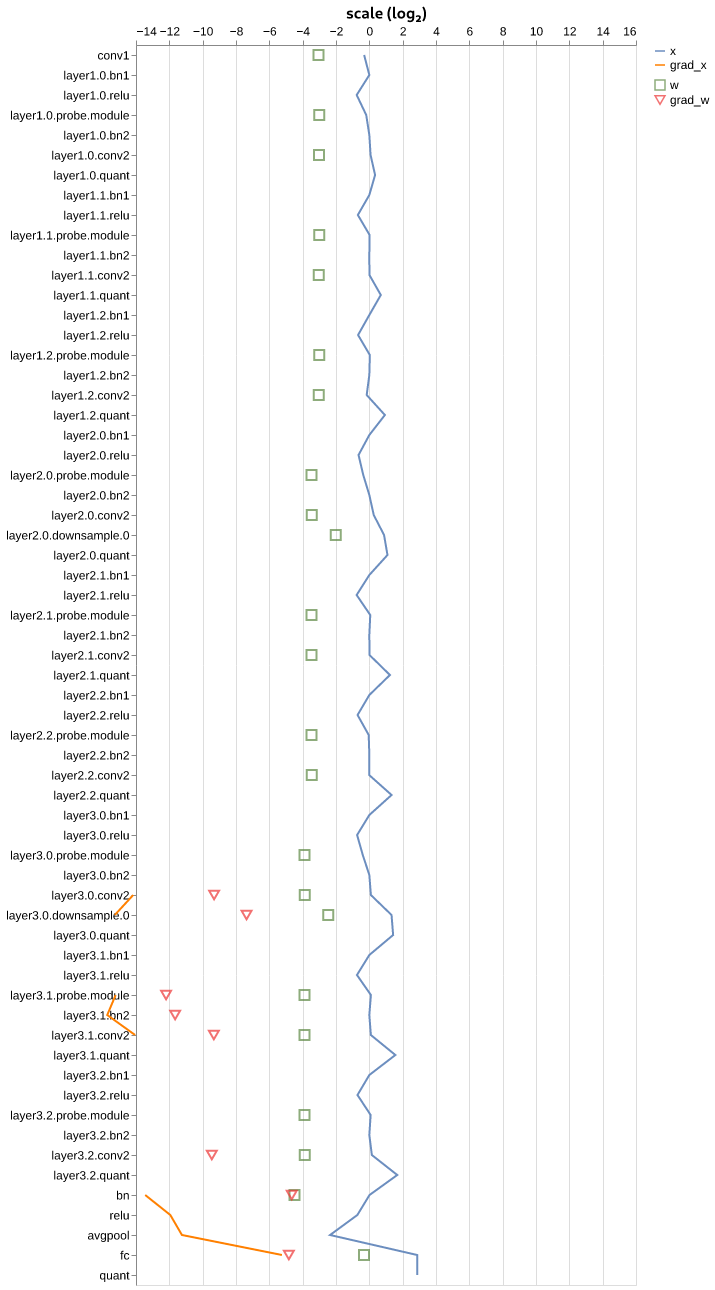 scale (log₂)
−14 −12 −10 −8 −6 −4 −2 0 2 4 6 8 10 12 14 16
x
grad_x
w
grad_w
conv1
layer1.0.bn1
layer1.0.relu
layer1.0.probe.module
layer1.0.bn2
layer1.0.conv2
layer1.0.quant
layer1.1.bn1
layer1.1.relu
layer1.1.probe.module
layer1.1.bn2
layer1.1.conv2
layer1.1.quant
layer1.2.bn1
layer1.2.relu
layer1.2.probe.module
layer1.2.bn2
layer1.2.conv2
layer1.2.quant
layer2.0.bn1
layer2.0.relu
layer2.0.probe.module
layer2.0.bn2
layer2.0.conv2
layer2.0.downsample.0
layer2.0.quant
layer2.1.bn1
layer2.1.relu
layer2.1.probe.module
layer2.1.bn2
layer2.1.conv2
layer2.1.quant
layer2.2.bn1
layer2.2.relu
layer2.2.probe.module
layer2.2.bn2
layer2.2.conv2
layer2.2.quant
layer3.0.bn1
layer3.0.relu
layer3.0.probe.module
layer3.0.bn2
layer3.0.conv2
layer3.0.downsample.0
layer3.0.quant
layer3.1.bn1
layer3.1.relu
layer3.1.probe.module
layer3.1.bn2
layer3.1.conv2
layer3.1.quant
layer3.2.bn1
layer3.2.relu
layer3.2.probe.module
layer3.2.bn2
layer3.2.conv2
layer3.2.quant
bn
relu
avgpool
fc
quant